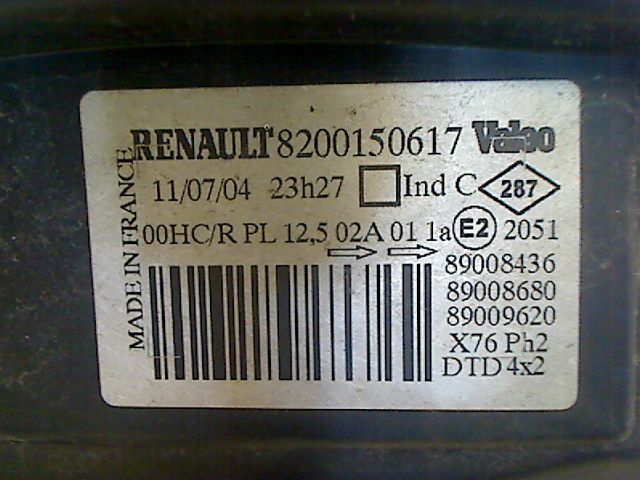 RENAULT 8200150617 Valeo
11/07/04 23h27 Ind C 287
00HC/R PL 12,5 02A 01 1a E2 2051
MADE IN FRANCE
89008436
89008680
89009620
X76 Ph2
DTD 4x2